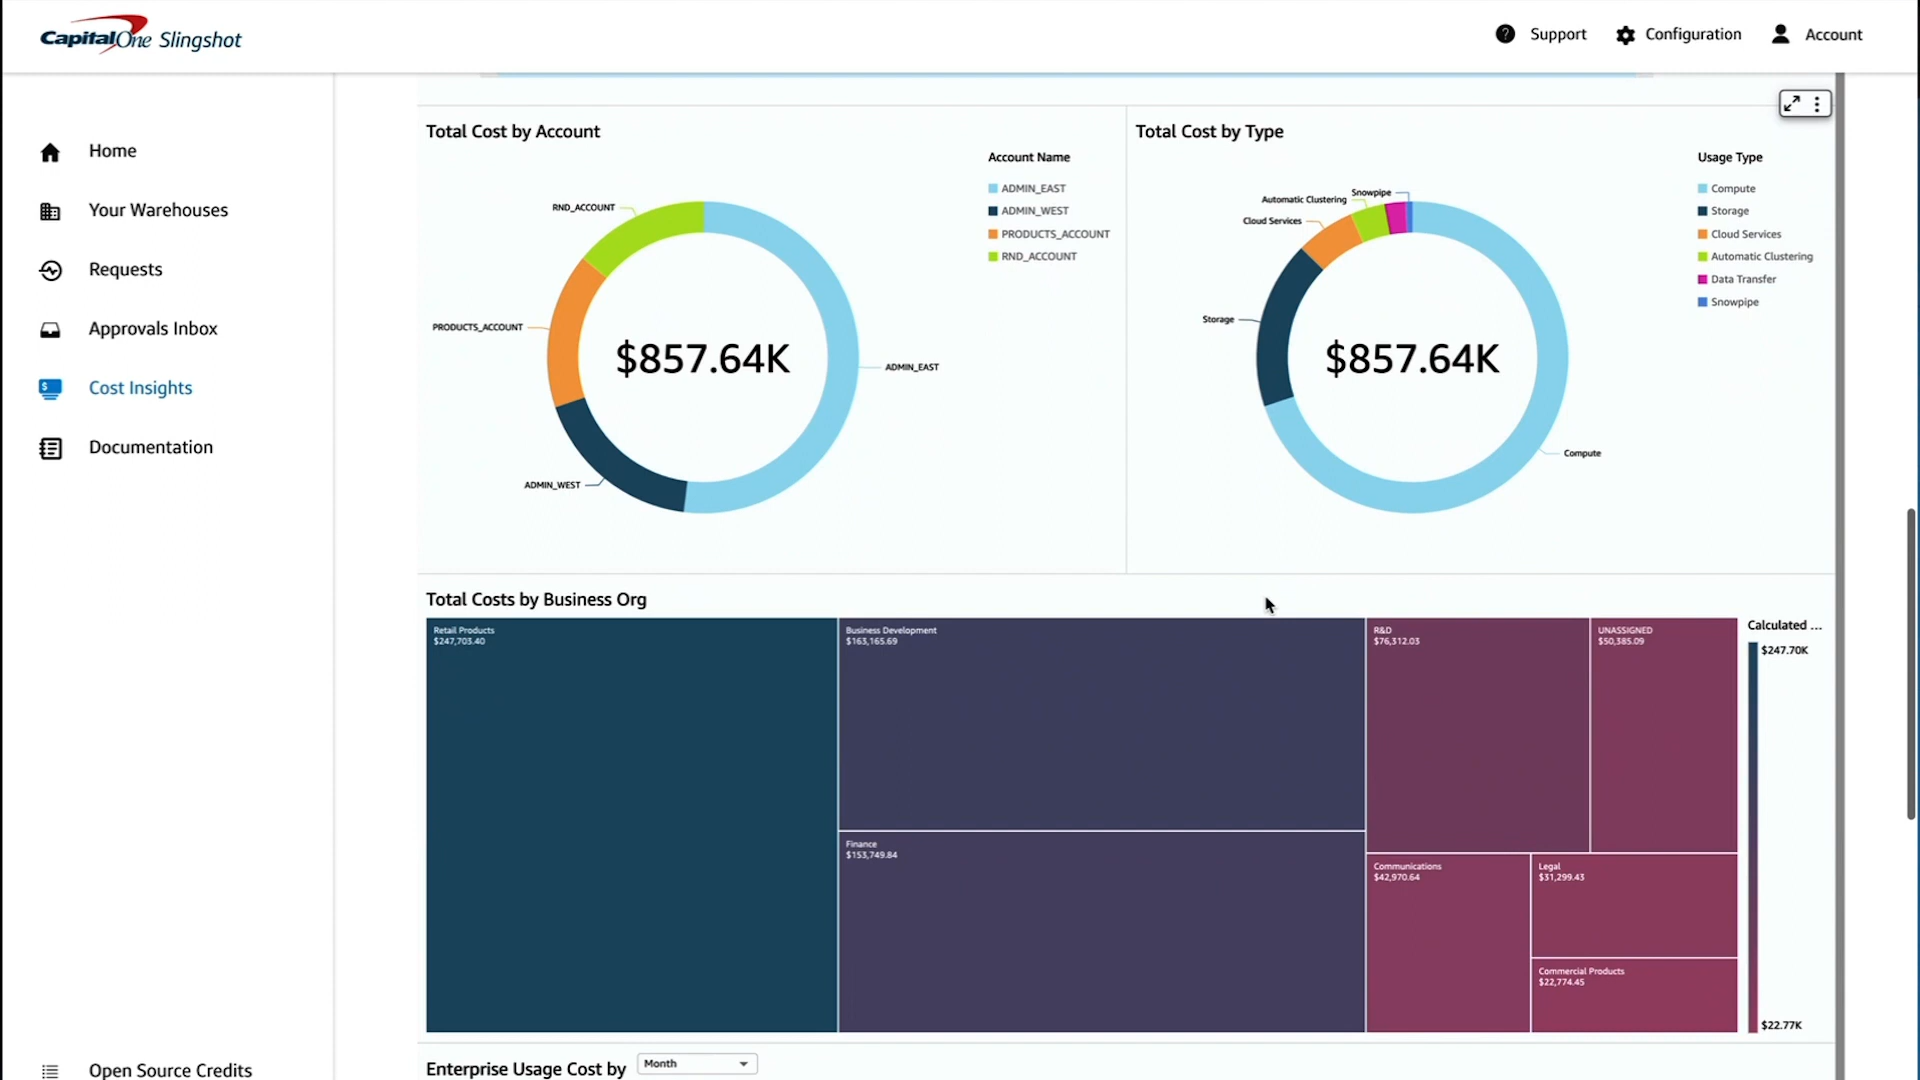 CapitalOne Slingshot
Support
Configuration
Account
Home
Your Warehouses
Requests
Approvals Inbox
Cost Insights
Documentation
Open Source Credits
Total Cost by Account
Account Name
ADMIN_EAST
ADMIN_WEST
PRODUCTS_ACCOUNT
RND_ACCOUNT
RND_ACCOUNT
PRODUCTS_ACCOUNT
$857.64K
ADMIN_EAST
ADMIN_WEST
Total Cost by Type
Usage Type
Compute
Storage
Cloud Services
Automatic Clustering
Data Transfer
Snowpipe
Snowpipe
Automatic Clustering
Cloud Services
Storage
$857.64K
Compute
Total Costs by Business Org
Retail Products
$247,703.40
Business Development
$163,165.69
Finance
$153,749.84
R&D
$76,312.03
UNASSIGNED
$50,385.09
Communications
$42,970.64
Legal
$31,299.43
Commercial Products
$22,774.45
Calculated ...
$247.70K
$22.77K
Enterprise Usage Cost by
Month